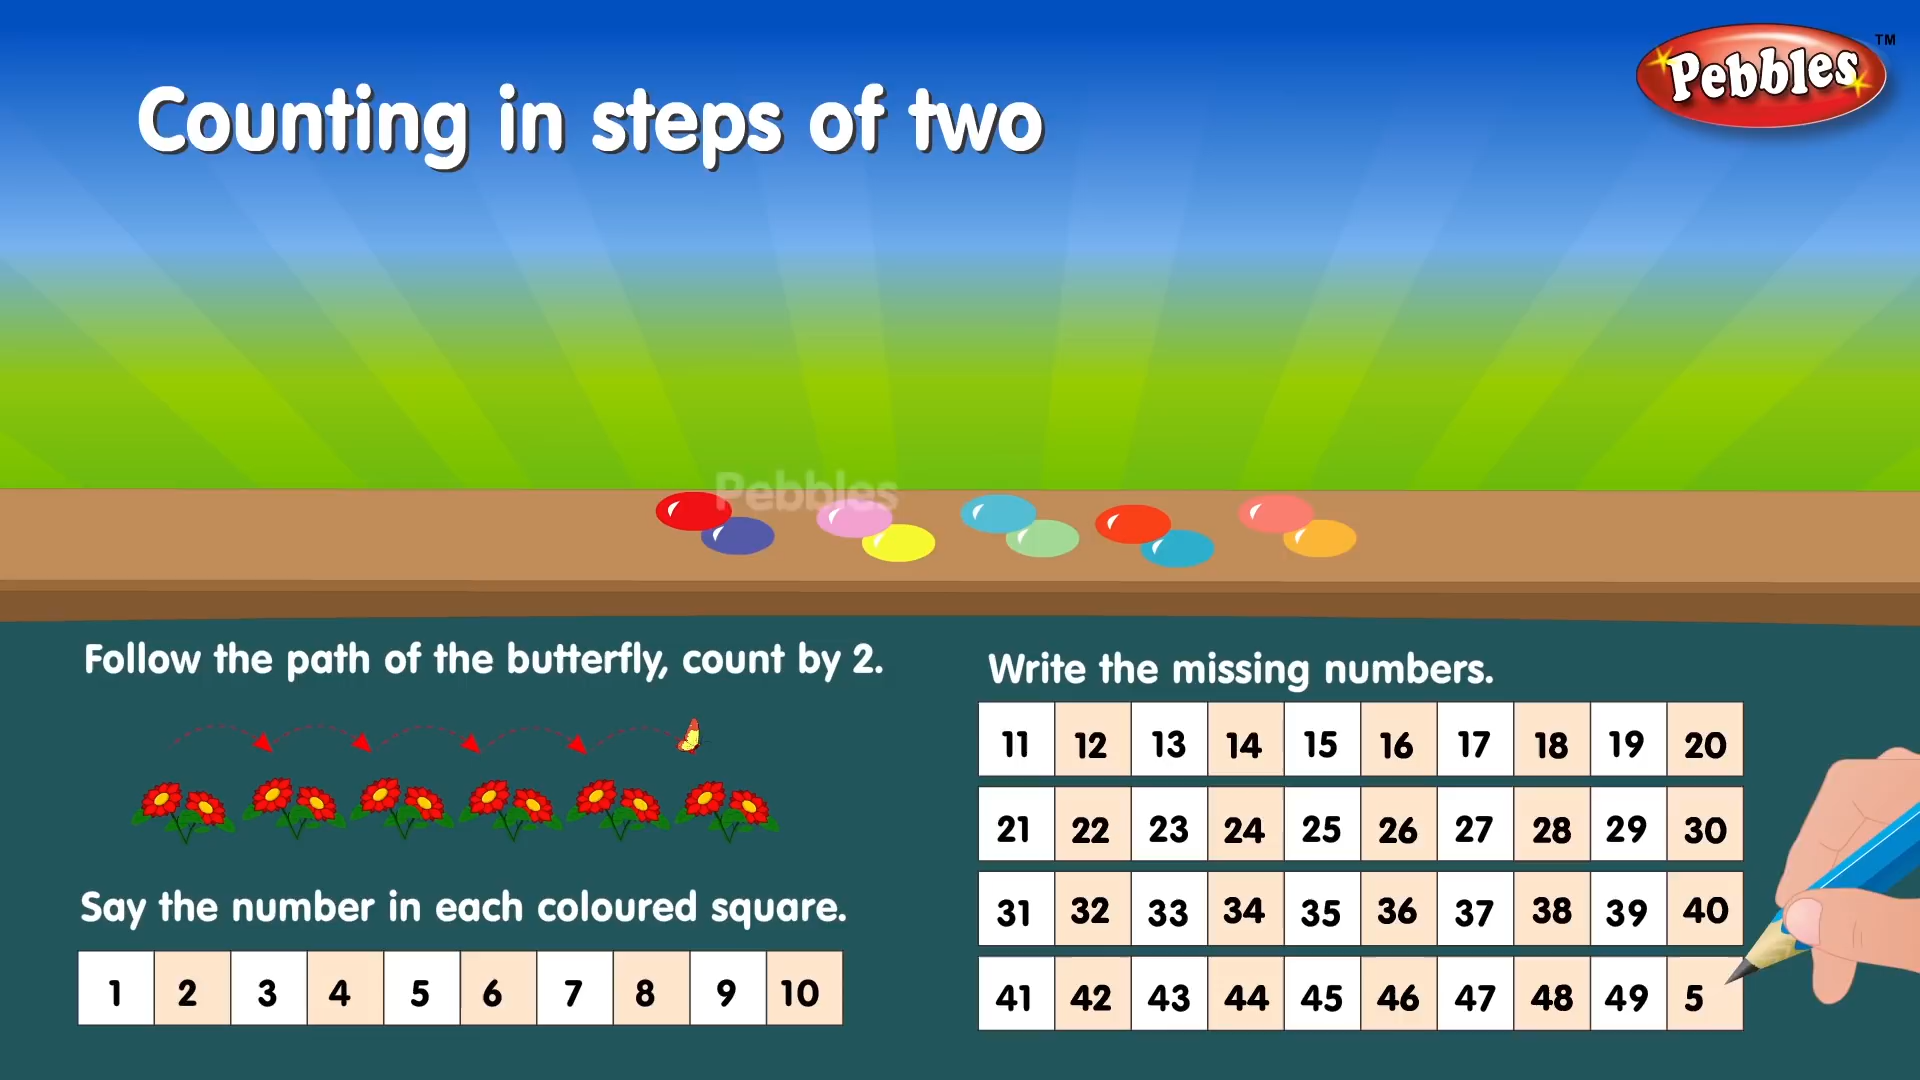 Pebbles TM
Counting in steps of two
Pebbles
Follow the path of the butterfly, count by 2.
Say the number in each coloured square.
1 2 3 4 5 6 7 8 9 10
Write the missing numbers.
11 12 13 14 15 16 17 18 19 20
21 22 23 24 25 26 27 28 29 30
31 32 33 34 35 36 37 38 39 40
41 42 43 44 45 46 47 48 49 5